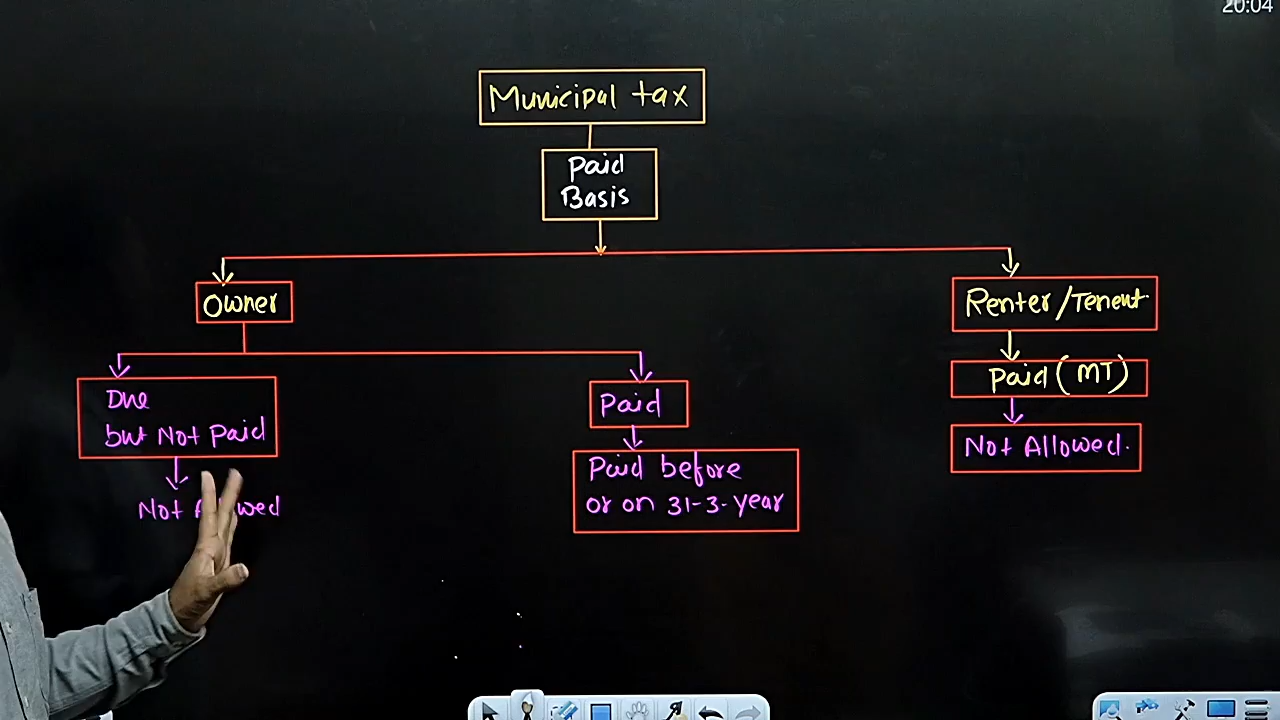 20:04
Municipal tax
Paid
Basis
Owner
Renter/Tenent.
Due
but Not Paid
Paid
Paid (MT)
Not Allowed
Paid before
or on 31-3-year
Not Allowed.